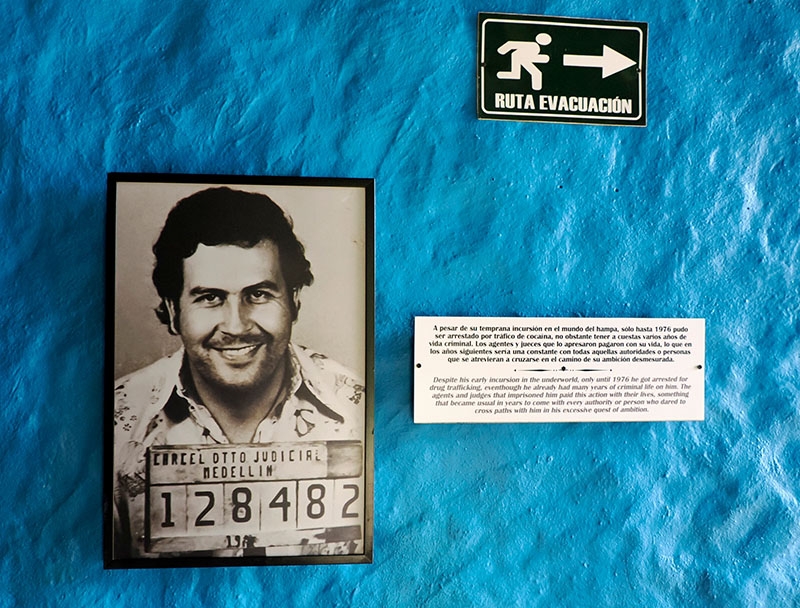 RUTA EVACUACIÓN
CARCEL DTTO JUDICIAL
MEDELLIN
128482
A pesar de su temprana incursión en el mundo del hampa, sólo hasta 1976 pudo
ser arrestado por tráfico de cocaína, no obstante tener a cuestas varios años de
vida criminal. Los agentes y jueces que lo apresaron pagaron con su vida, lo que en
los años siguientes sería una constante con todas aquellas autoridades o personas
que se atrevieran a cruzarse en el camino de su ambición desmesurada.
Despite his early incursion in the underworld, only until 1976 he got arrested for
drug trafficking, eventhough he already had many years of criminal life on him. The
agents and judges that imprisoned him paid this action with their lives, something
that became usual in years to come with every authority or person who dared to
cross paths with him in his excessive quest of ambition.